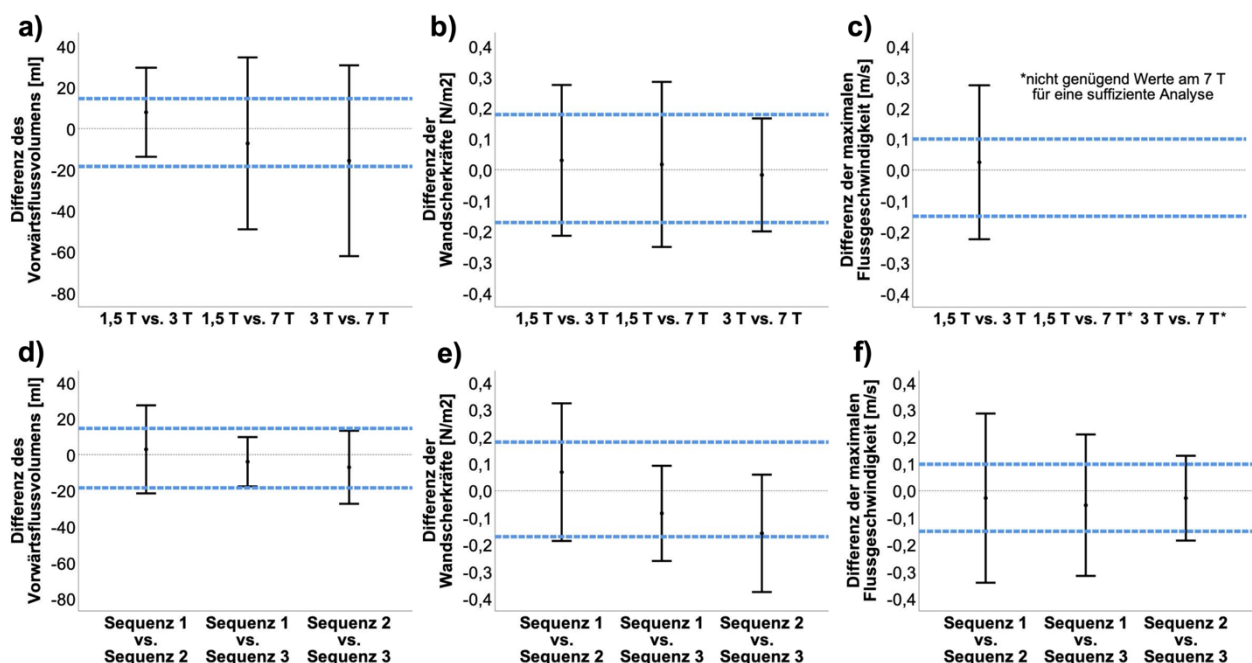 a)
Differenz des
Vorwärtsflussvolumens [ml]
40
20
0
-20
-40
-60
-80
1,5 T vs. 3 T 1,5 T vs. 7 T 3 T vs. 7 T
b)
Differenz der
Wandscherkräfte [N/m2]
0,4
0,3
0,2
0,1
0,0
-0,1
-0,2
-0,3
-0,4
1,5 T vs. 3 T 1,5 T vs. 7 T 3 T vs. 7 T
c)
Differenz der maximalen
Flussgeschwindigkeit [m/s]
0,4
0,3
0,2
0,1
0,0
-0,1
-0,2
-0,3
-0,4
*nicht genügend Werte am 7 T
für eine suffiziente Analyse
1,5 T vs. 3 T 1,5 T vs. 7 T* 3 T vs. 7 T*
d)
Differenz des
Vorwärtsflussvolumens [ml]
40
20
0
-20
-40
-60
-80
Sequenz 1
vs.
Sequenz 2
Sequenz 1
vs.
Sequenz 3
Sequenz 2
vs.
Sequenz 3
e)
Differenz der
Wandscherkräfte [N/m2]
0,4
0,3
0,2
0,1
0,0
-0,1
-0,2
-0,3
-0,4
Sequenz 1
vs.
Sequenz 2
Sequenz 1
vs.
Sequenz 3
Sequenz 2
vs.
Sequenz 3
f)
Differenz der maximalen
Flussgeschwindigkeit [m/s]
0,4
0,3
0,2
0,1
0,0
-0,1
-0,2
-0,3
-0,4
Sequenz 1
vs.
Sequenz 2
Sequenz 1
vs.
Sequenz 3
Sequenz 2
vs.
Sequenz 3